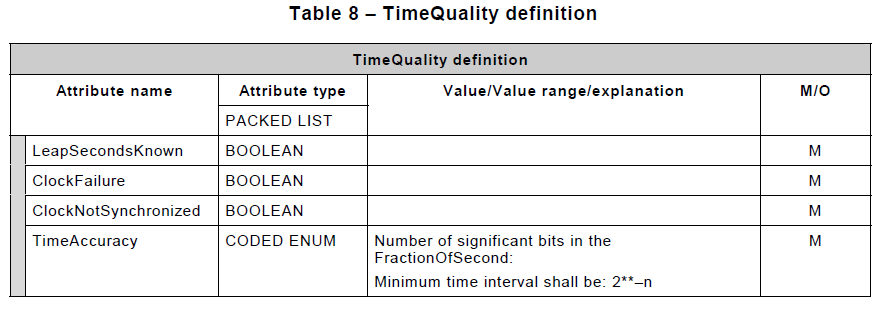 Table 8 – TimeQuality definition
TimeQuality definition
Attribute name Attribute type Value/Value range/explanation M/O
PACKED LIST
LeapSecondsKnown BOOLEAN M
ClockFailure BOOLEAN M
ClockNotSynchronized BOOLEAN M
TimeAccuracy CODED ENUM Number of significant bits in the M
FractionOfSecond:
Minimum time interval shall be: 2**–n